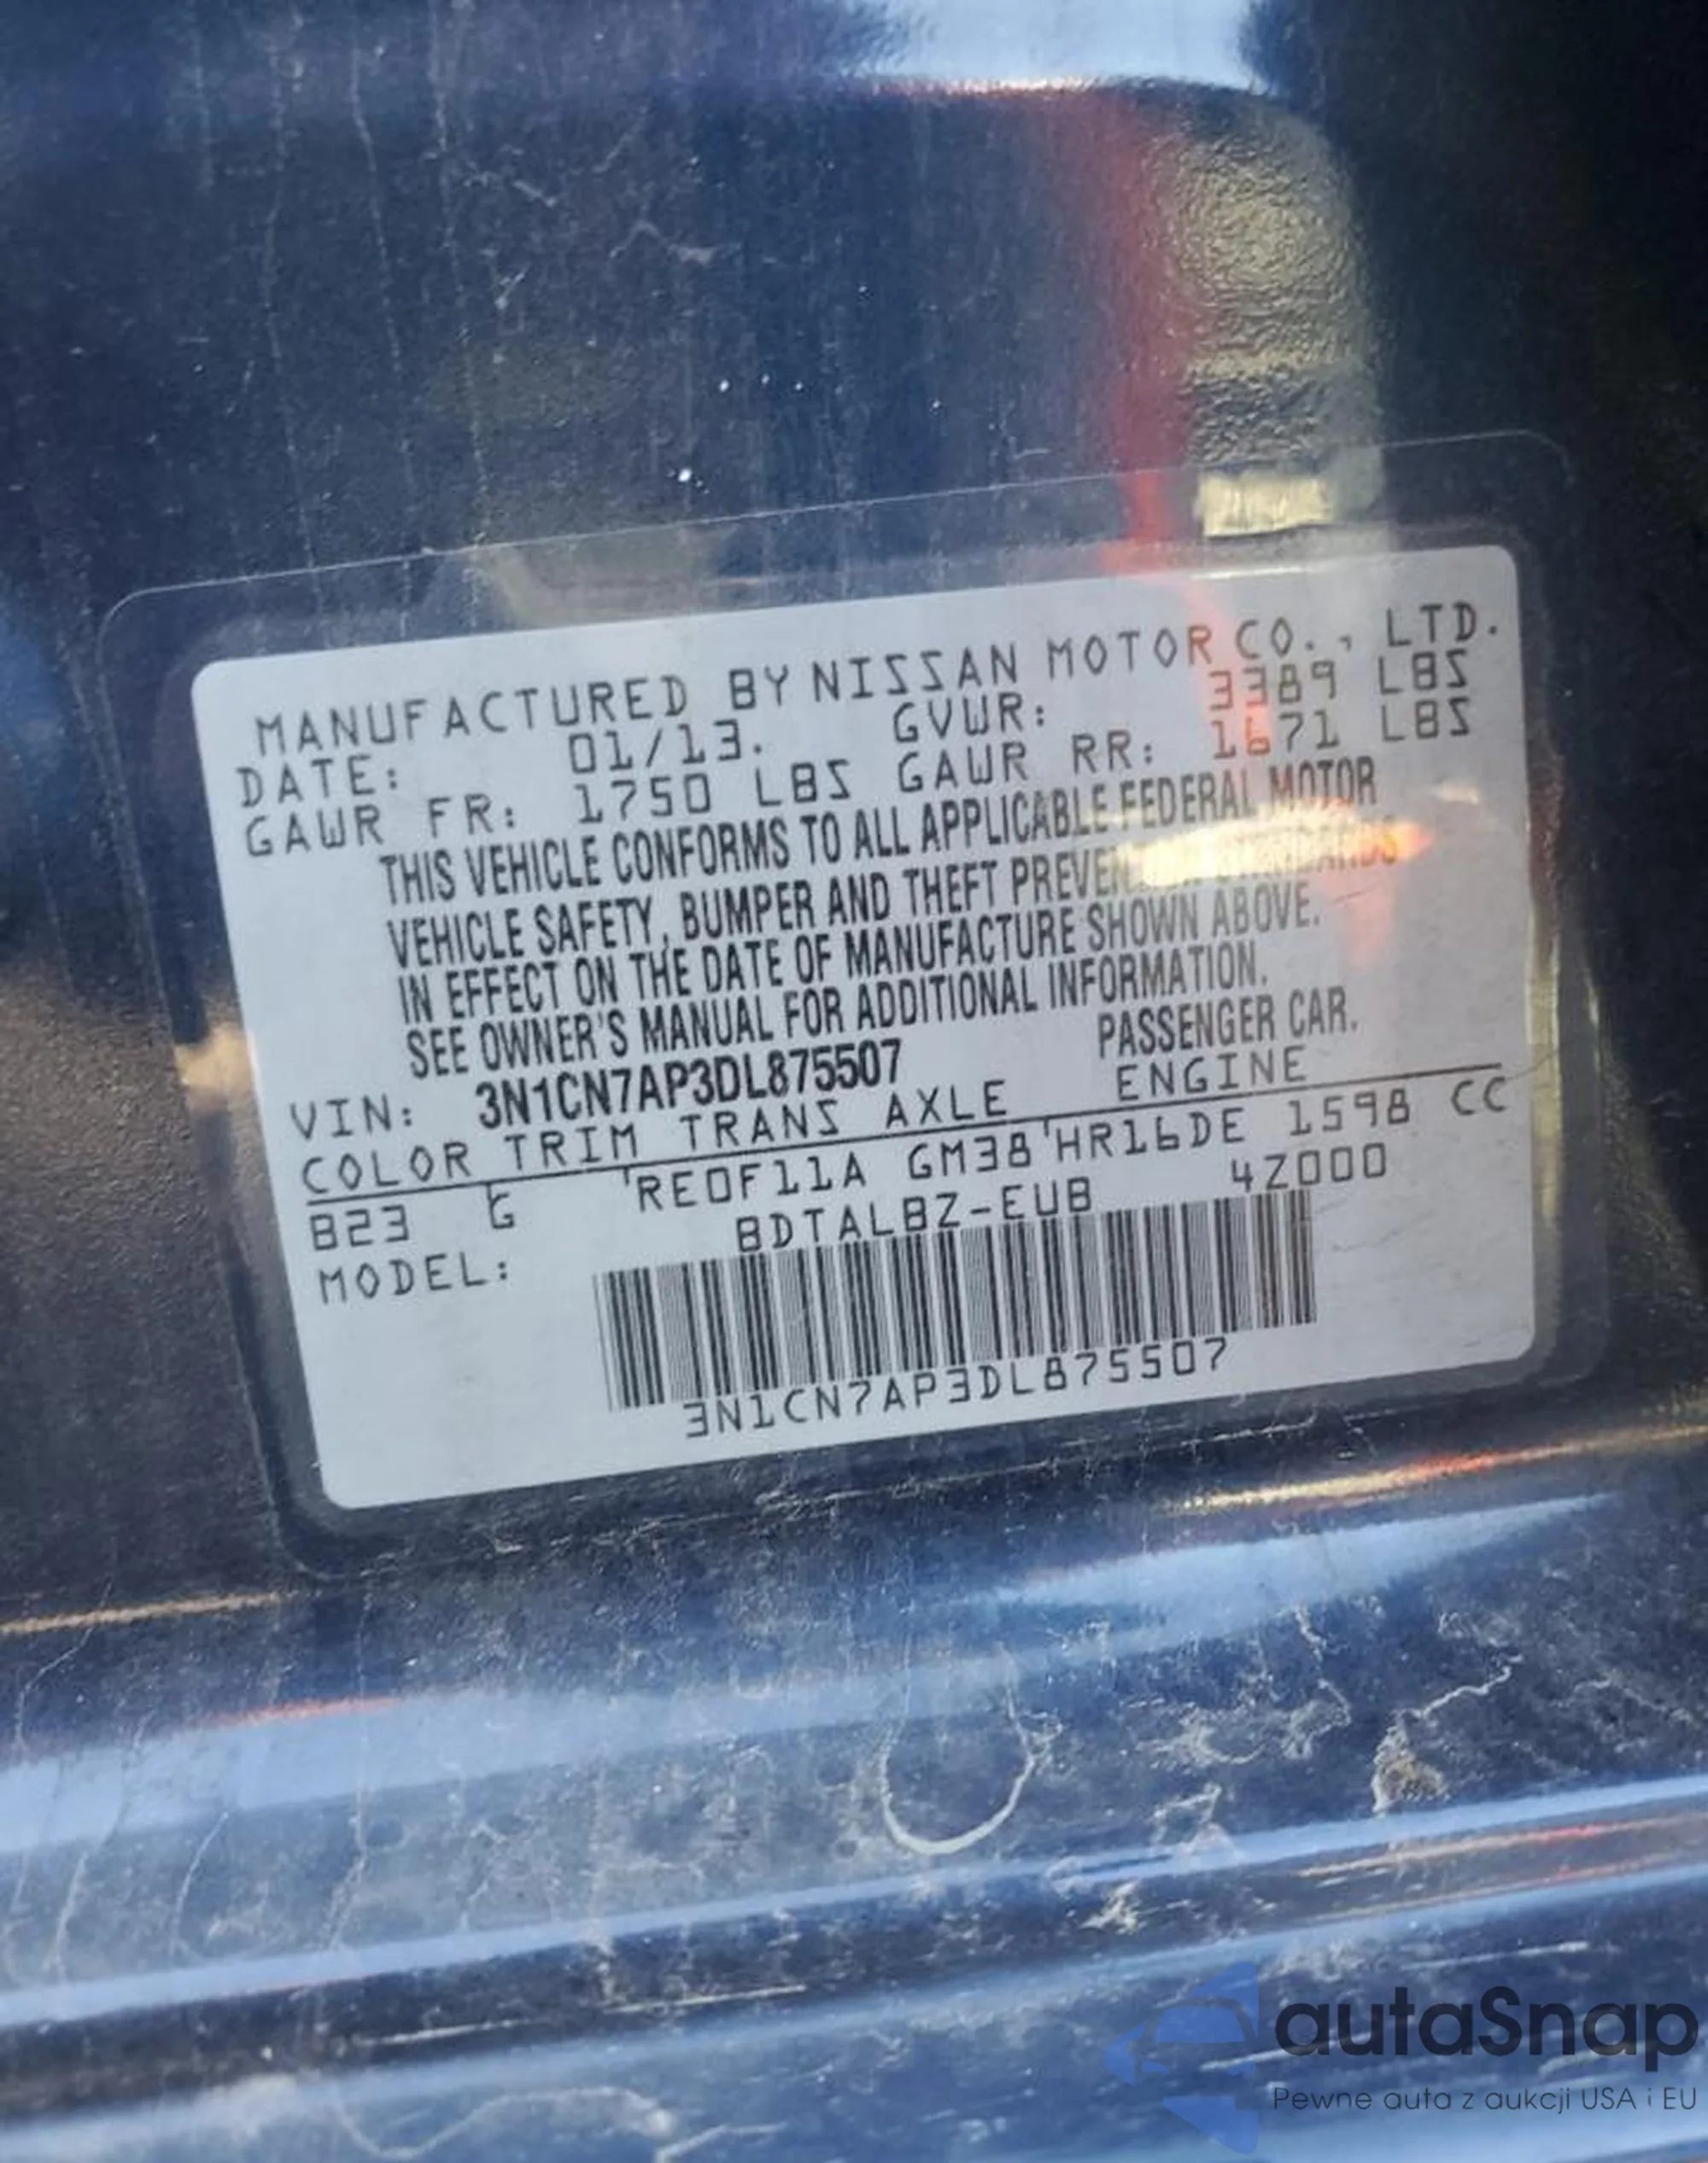 MANUFACTURED BY NISSAN MOTOR CO., LTD.
DATE: 01/13. GVWR: 3389 LBS
GAWR FR: 1750 LBS GAWR RR: 1671 LBS
THIS VEHICLE CONFORMS TO ALL APPLICABLE FEDERAL MOTOR
VEHICLE SAFETY, BUMPER AND THEFT PREVENTION STANDARDS
IN EFFECT ON THE DATE OF MANUFACTURE SHOWN ABOVE.
SEE OWNER'S MANUAL FOR ADDITIONAL INFORMATION.
VIN: 3N1CN7AP3DL875507 PASSENGER CAR.
COLOR TRIM TRANS AXLE ENGINE
B23 G RE0F11A GM38 HR16DE 1598 CC
MODEL: BDTALBZ-EUB 4Z000
3N1CN7AP3DL875507
autaSnap
Pewne auta z aukcji USA i EU